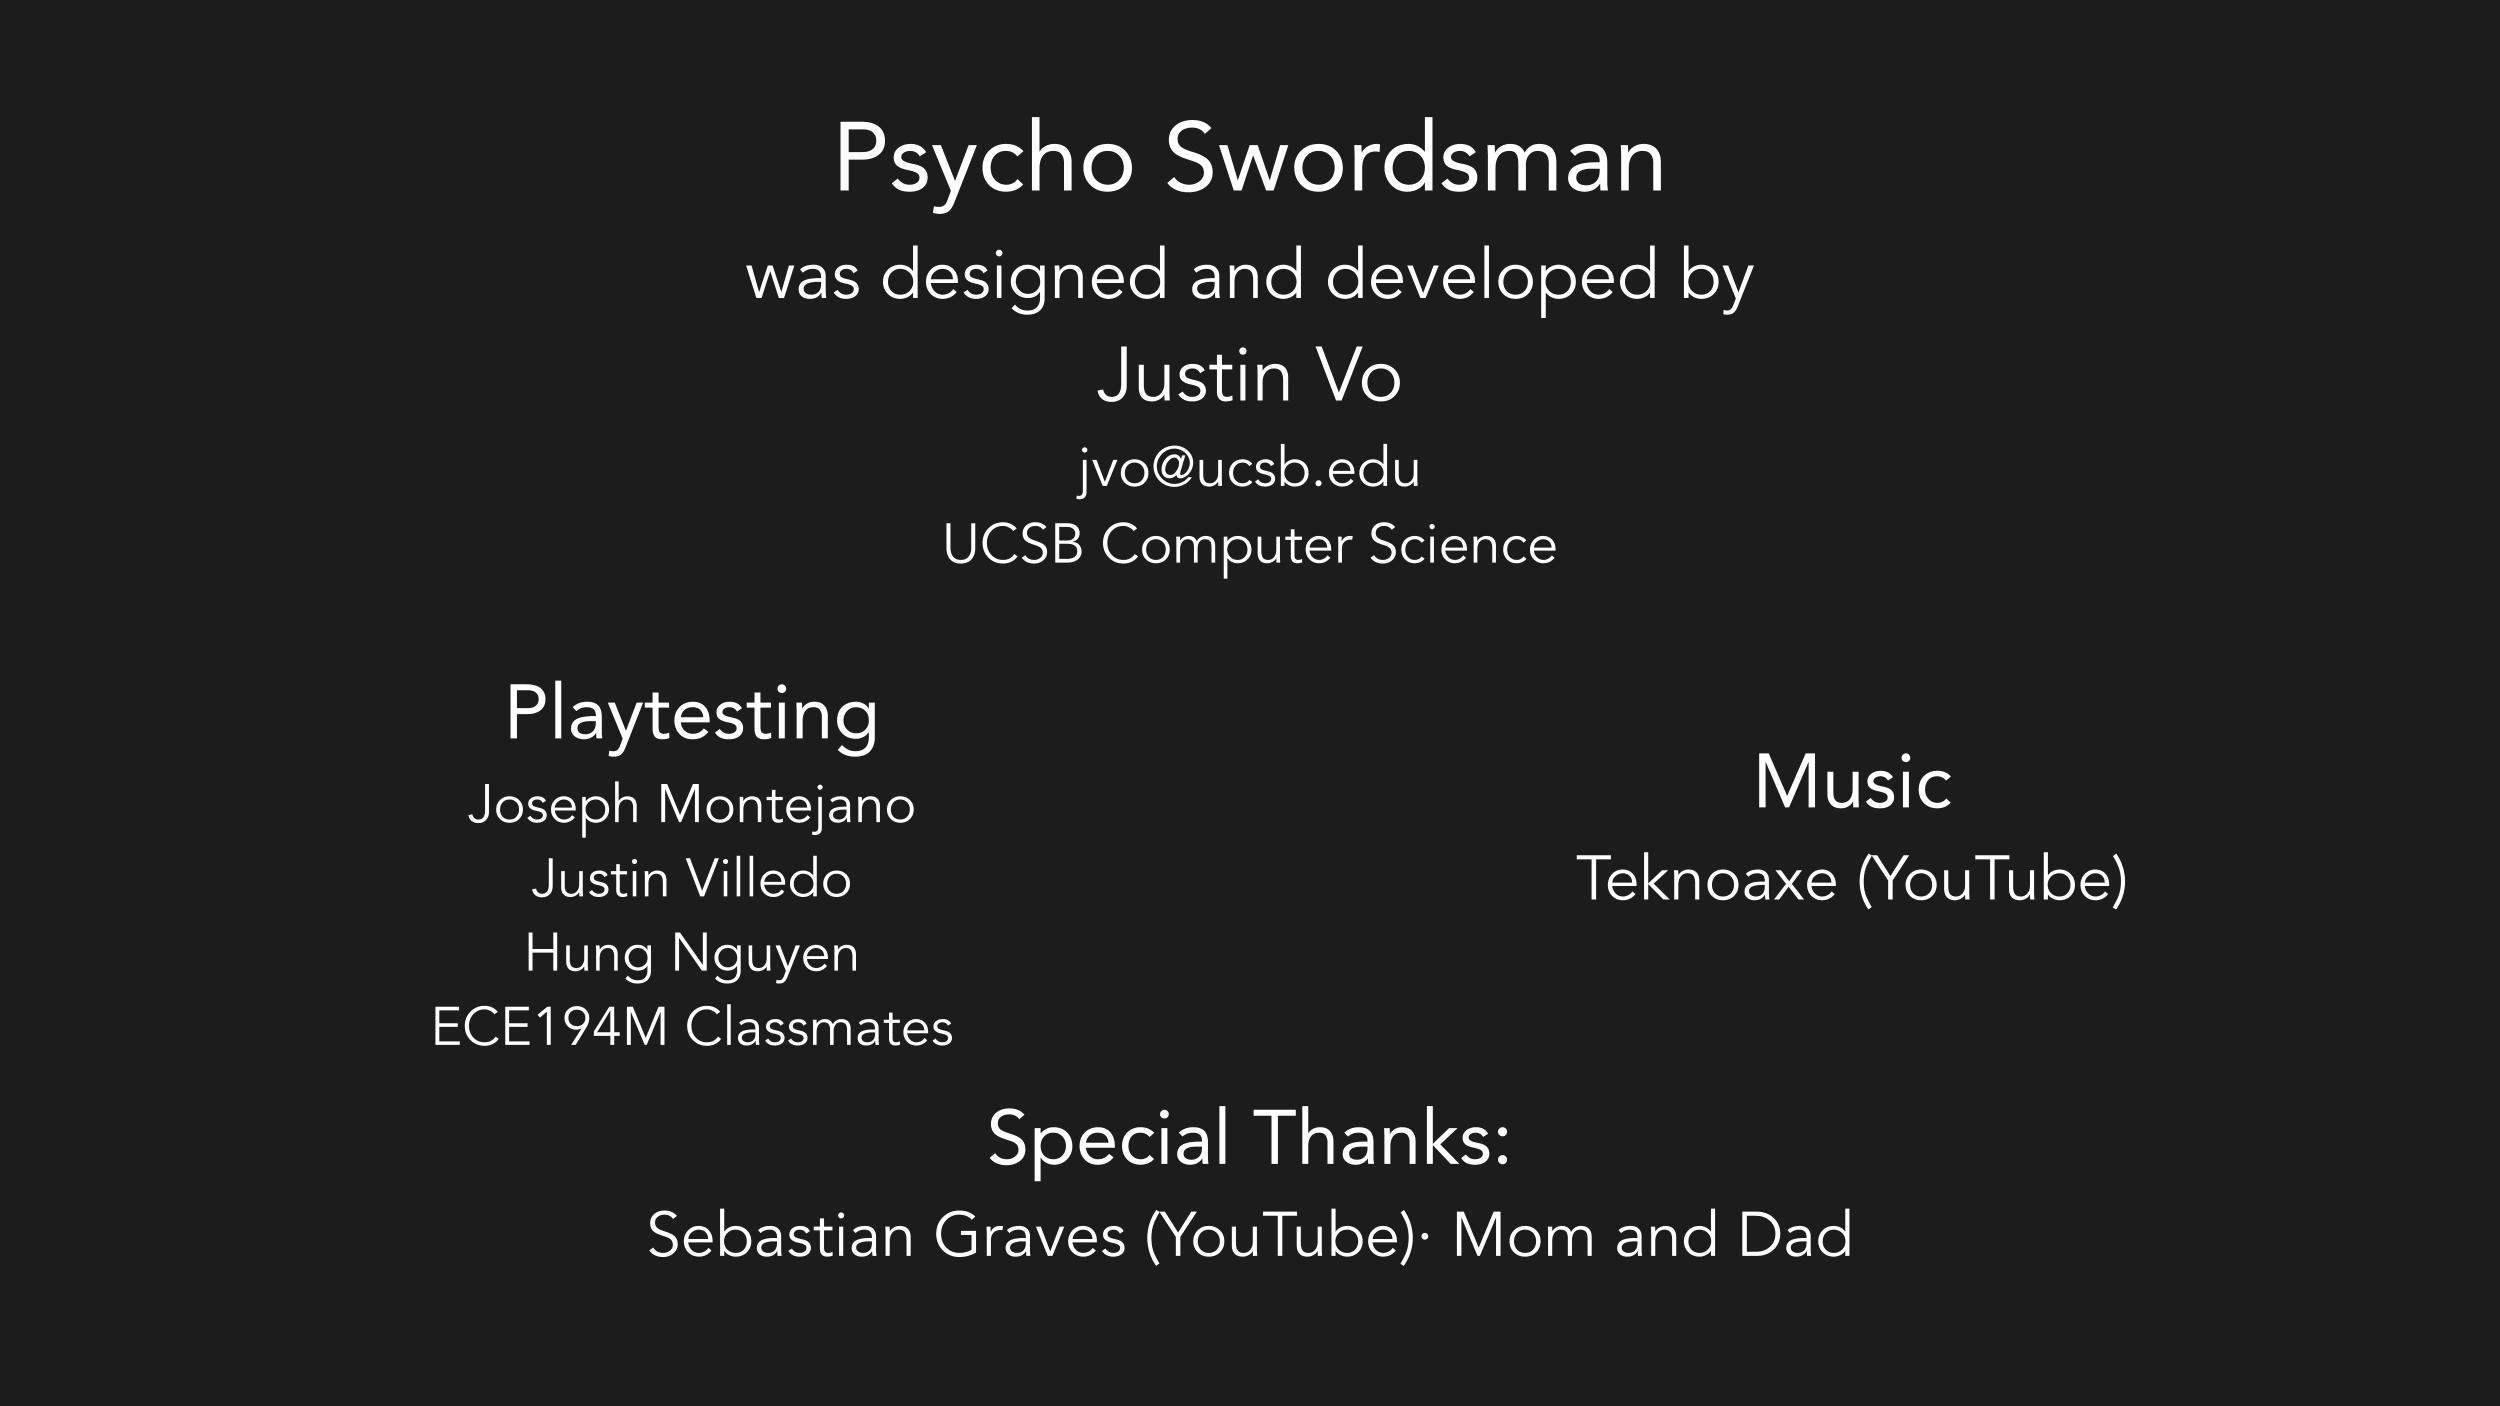 Psycho Swordsman
was designed and developed by
Justin Vo
jvo@ucsb.edu
UCSB Computer Science
Playtesting
Joseph Montejano
Justin Villedo
Hung Nguyen
ECE194M Classmates
Music
Teknoaxe (YouTube)
Special Thanks:
Sebastian Graves (YouTube); Mom and Dad